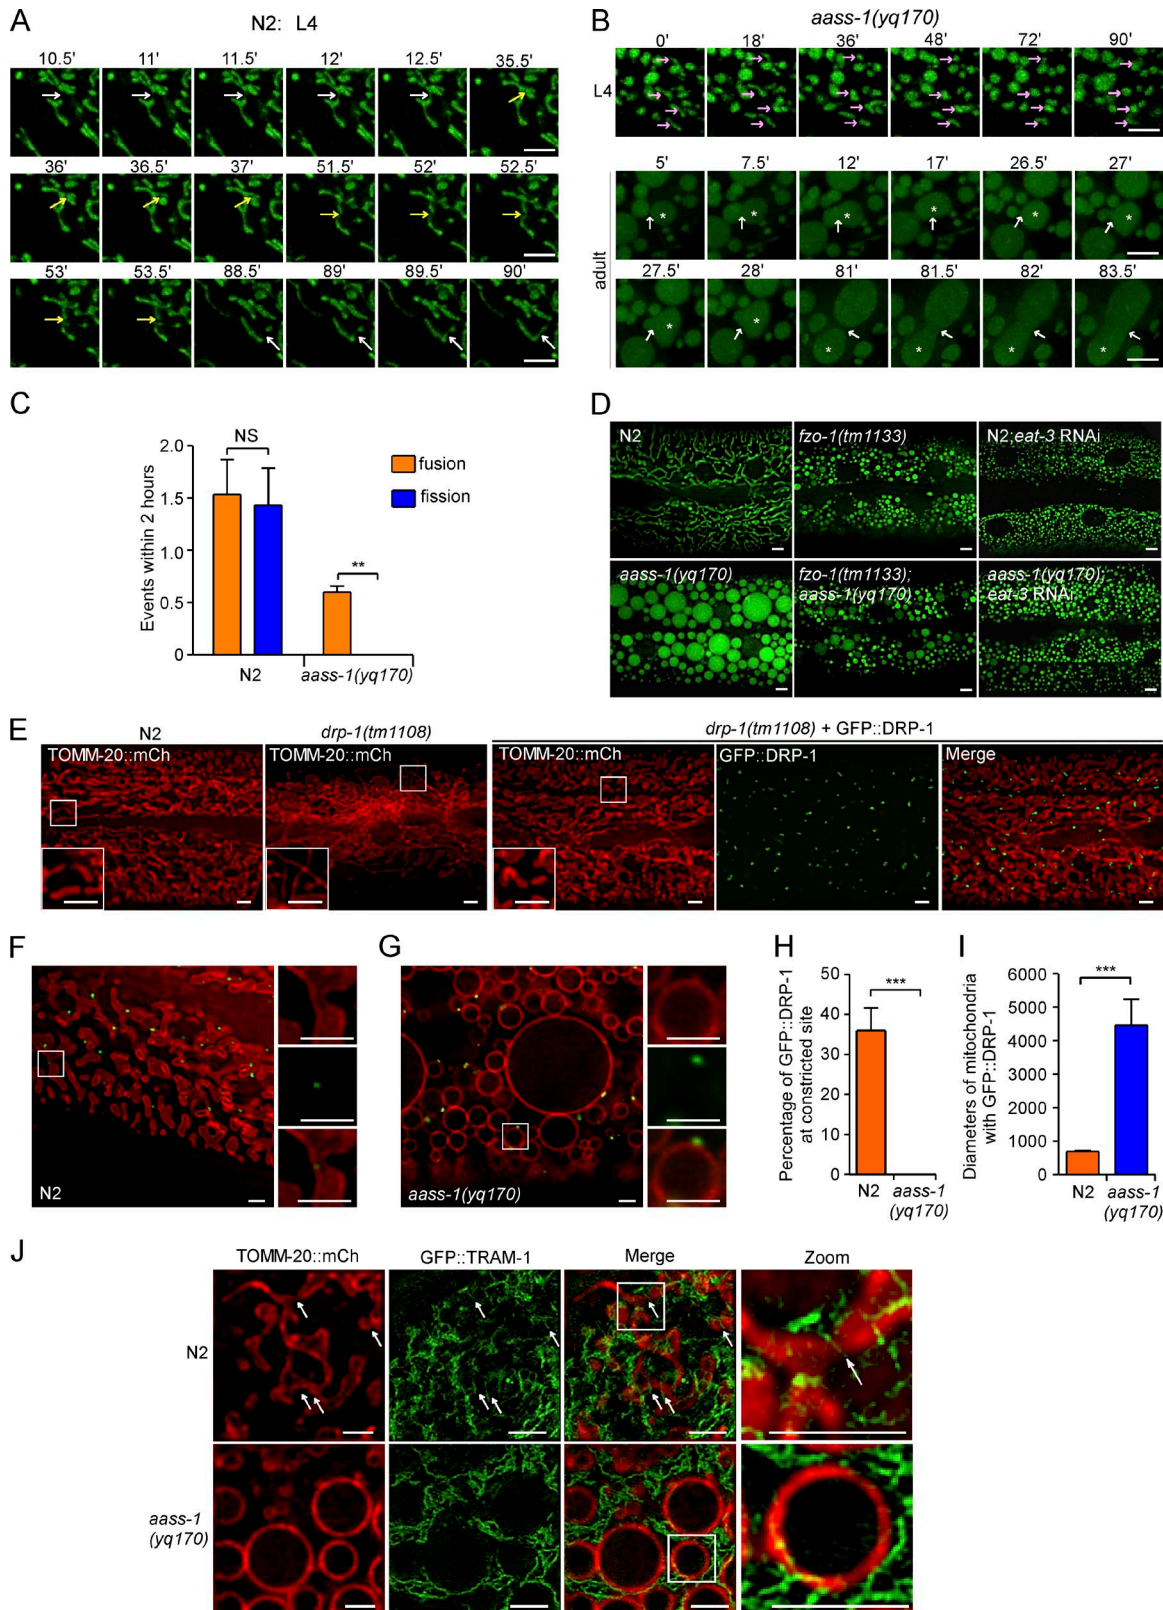 A
N2: L4
10.5' 11' 11.5' 12' 12.5' 35.5'
36' 36.5' 37' 51.5' 52' 52.5'
53' 53.5' 88.5' 89' 89.5' 90'
B
aass-1(yq170)
0' 18' 36' 48' 72' 90'
L4
5' 7.5' 12' 17' 26.5' 27'
* * * * * *
adult
27.5' 28' 81' 81.5' 82' 83.5'
* * * * * *
C
Events within 2 hours
2.0
1.5
1.0
0.5
0
NS
**
fusion
fission
N2 aass-1(yq170)
D
N2 fzo-1(tm1133) N2;eat-3 RNAi
aass-1(yq170) fzo-1(tm1133); aass-1(yq170);
aass-1(yq170) eat-3 RNAi
E
N2 drp-1(tm1108) drp-1(tm1108) + GFP::DRP-1
TOMM-20::mCh TOMM-20::mCh TOMM-20::mCh GFP::DRP-1 Merge
F
N2
G
aass-1(yq170)
H
Percentage of GFP::DRP-1
at constricted site
50
40
30
20
10
0
***
N2 aass-1
(yq170)
I
Diameters of mitochondria
with GFP::DRP-1
6000
5000
4000
3000
2000
1000
0
***
N2 aass-1
(yq170)
J
TOMM-20::mCh GFP::TRAM-1 Merge Zoom
N2
aass-1
(yq170)